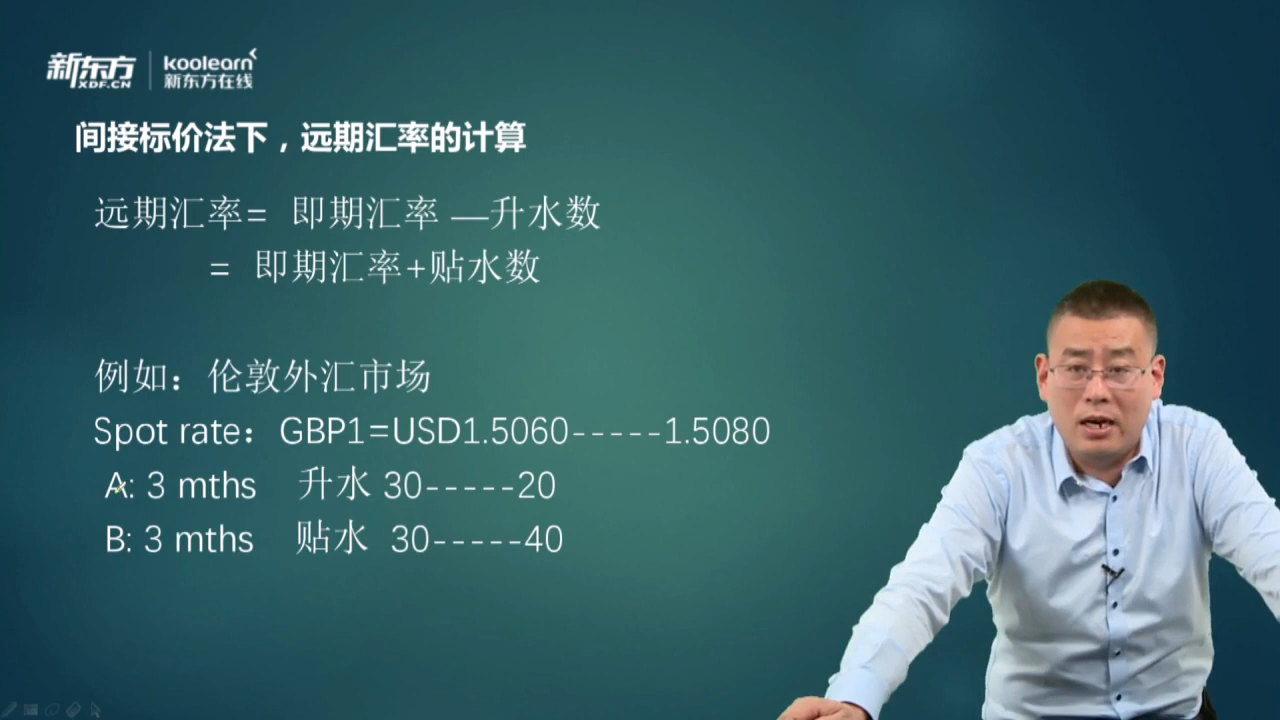 新东方 XDF.CN
koolearn 新东方在线
间接标价法下，远期汇率的计算
远期汇率= 即期汇率 —升水数
= 即期汇率+贴水数
例如：伦敦外汇市场
Spot rate：GBP1=USD1.5060-----1.5080
A: 3 mths 升水 30-----20
B: 3 mths 贴水 30-----40